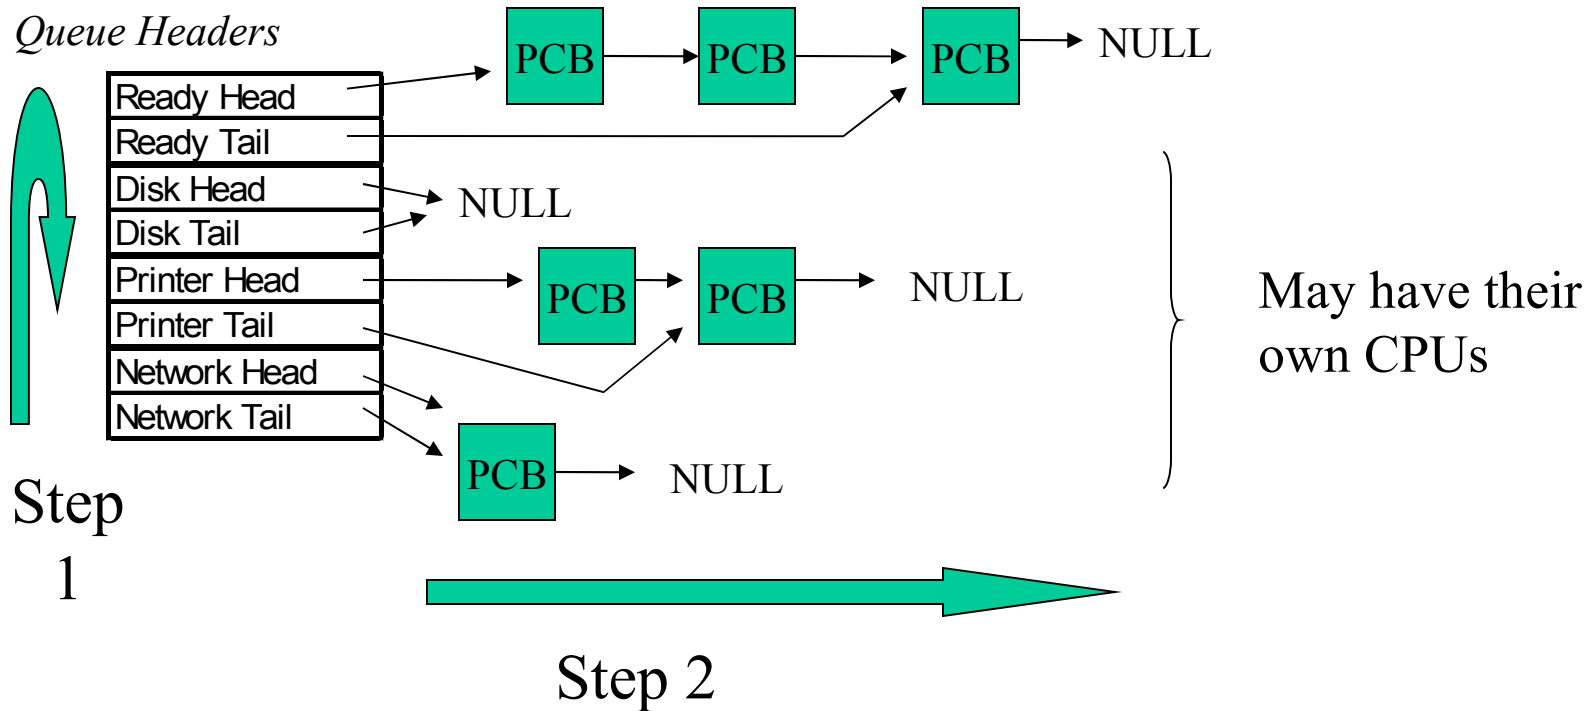 Queue Headers
PCB PCB PCB NULL
Ready Head
Ready Tail
Disk Head
Disk Tail
NULL
Printer Head
Printer Tail
PCB PCB NULL
Network Head
Network Tail
PCB NULL
May have their
own CPUs
Step
1
Step 2